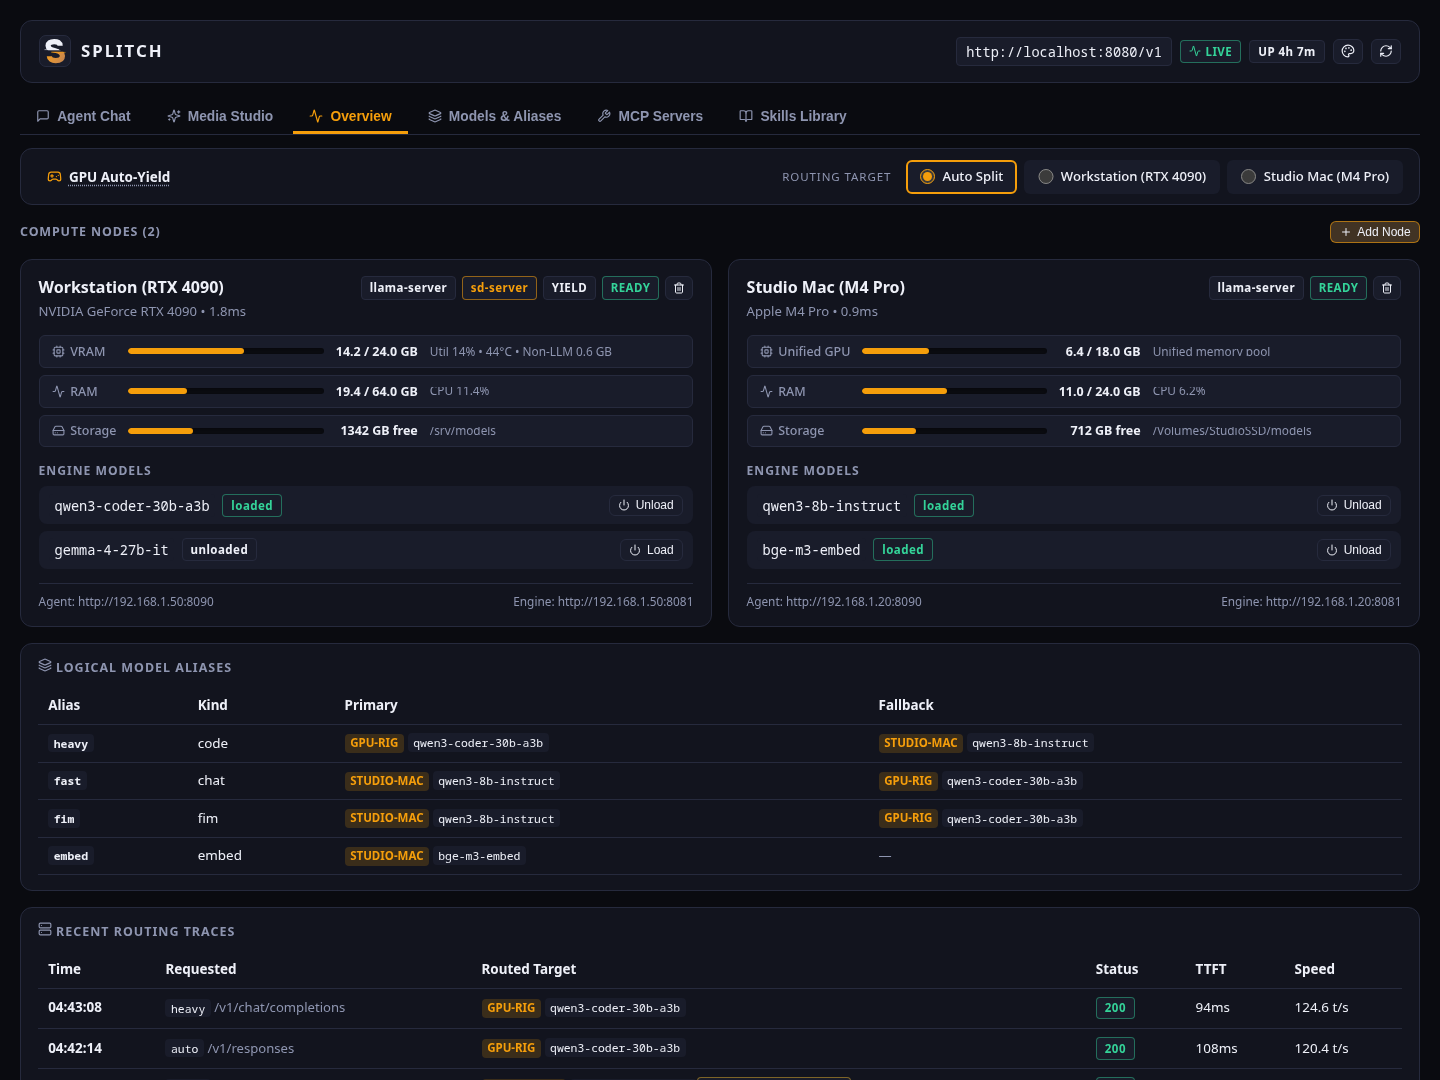 SPLITCH
http://localhost:8080/v1 LIVE UP 4h 7m
Agent Chat Media Studio Overview Models & Aliases MCP Servers Skills Library
GPU Auto-Yield ROUTING TARGET Auto Split Workstation (RTX 4090) Studio Mac (M4 Pro)
COMPUTE NODES (2) + Add Node
Workstation (RTX 4090) llama-server sd-server YIELD READY
NVIDIA GeForce RTX 4090 • 1.8ms
VRAM 14.2 / 24.0 GB Util 14% • 44°C • Non-LLM 0.6 GB
RAM 19.4 / 64.0 GB CPU 11.4%
Storage 1342 GB free /srv/models
ENGINE MODELS
qwen3-coder-30b-a3b loaded Unload
gemma-4-27b-it unloaded Load
Agent: http://192.168.1.50:8090 Engine: http://192.168.1.50:8081
Studio Mac (M4 Pro) llama-server READY
Apple M4 Pro • 0.9ms
Unified GPU 6.4 / 18.0 GB Unified memory pool
RAM 11.0 / 24.0 GB CPU 6.2%
Storage 712 GB free /Volumes/StudioSSD/models
ENGINE MODELS
qwen3-8b-instruct loaded Unload
bge-m3-embed loaded Unload
Agent: http://192.168.1.20:8090 Engine: http://192.168.1.20:8081
LOGICAL MODEL ALIASES
Alias Kind Primary Fallback
heavy code GPU-RIG qwen3-coder-30b-a3b STUDIO-MAC qwen3-8b-instruct
fast chat STUDIO-MAC qwen3-8b-instruct GPU-RIG qwen3-coder-30b-a3b
fim fim STUDIO-MAC qwen3-8b-instruct GPU-RIG qwen3-coder-30b-a3b
embed embed STUDIO-MAC bge-m3-embed —
RECENT ROUTING TRACES
Time Requested Routed Target Status TTFT Speed
04:43:08 heavy /v1/chat/completions GPU-RIG qwen3-coder-30b-a3b 200 94ms 124.6 t/s
04:42:14 auto /v1/responses GPU-RIG qwen3-coder-30b-a3b 200 108ms 120.4 t/s